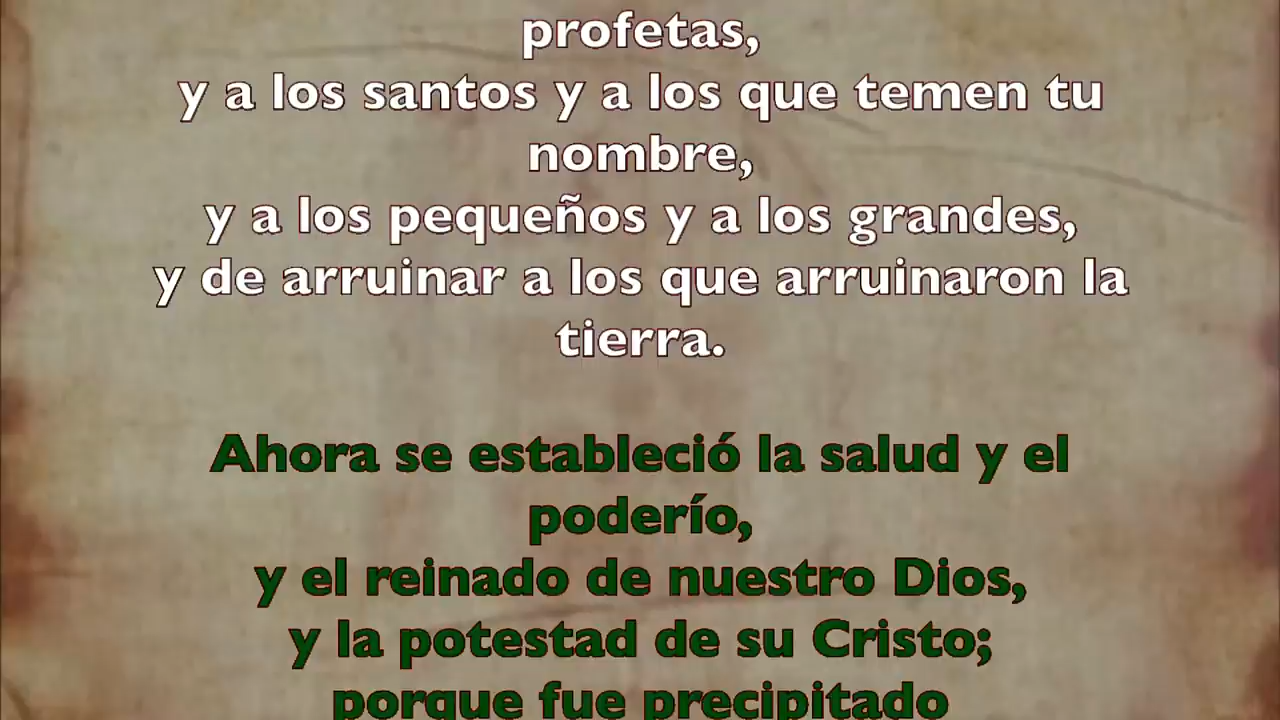 profetas,
y a los santos y a los que temen tu
nombre,
y a los pequeños y a los grandes,
y de arruinar a los que arruinaron la
tierra.
Ahora se estableció la salud y el
poderío,
y el reinado de nuestro Dios,
y la potestad de su Cristo;
porque fue precipitado